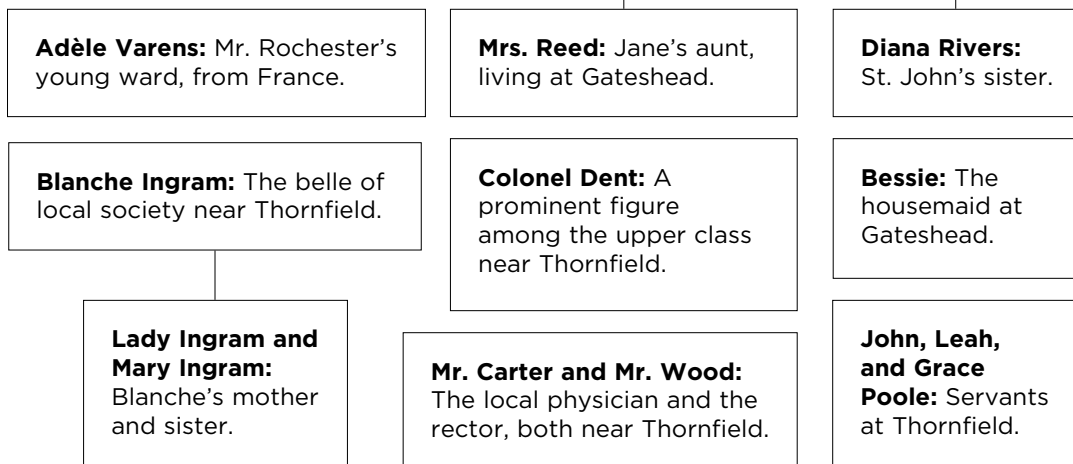 Adèle Varens: Mr. Rochester's
young ward, from France.
Mrs. Reed: Jane's aunt,
living at Gateshead.
Diana Rivers:
St. John's sister.
Blanche Ingram: The belle of
local society near Thornfield.
Colonel Dent: A
prominent figure
among the upper class
near Thornfield.
Bessie: The
housemaid at
Gateshead.
Lady Ingram and
Mary Ingram:
Blanche's mother
and sister.
Mr. Carter and Mr. Wood:
The local physician and the
rector, both near Thornfield.
John, Leah,
and Grace
Poole: Servants
at Thornfield.